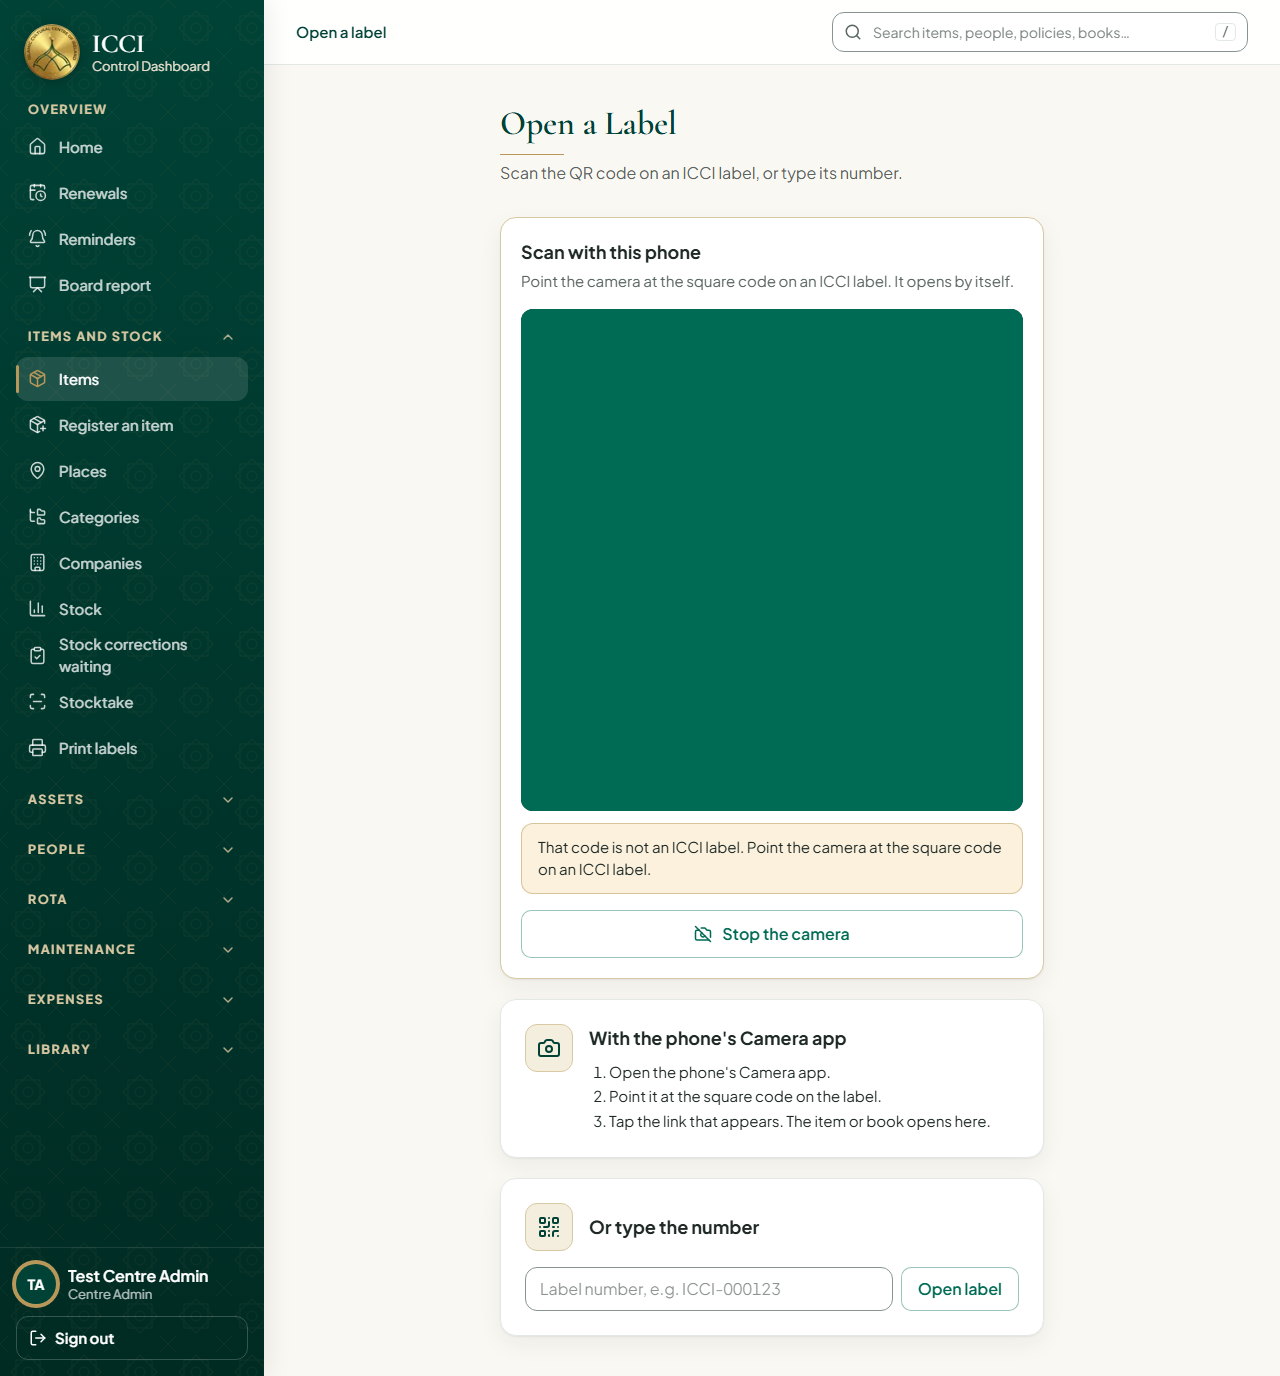 ICCI
Control Dashboard
OVERVIEW
Home
Renewals
Reminders
Board report
ITEMS AND STOCK
Items
Register an item
Places
Categories
Companies
Stock
Stock corrections
waiting
Stocktake
Print labels
ASSETS
PEOPLE
ROTA
MAINTENANCE
EXPENSES
LIBRARY
TA
Test Centre Admin
Centre Admin
Sign out
Open a label
Search items, people, policies, books...
/
Open a Label
Scan the QR code on an ICCI label, or type its number.
Scan with this phone
Point the camera at the square code on an ICCI label. It opens by itself.
That code is not an ICCI label. Point the camera at the square code
on an ICCI label.
Stop the camera
With the phone's Camera app
1. Open the phone's Camera app.
2. Point it at the square code on the label.
3. Tap the link that appears. The item or book opens here.
Or type the number
Label number, e.g. ICCI-000123
Open label